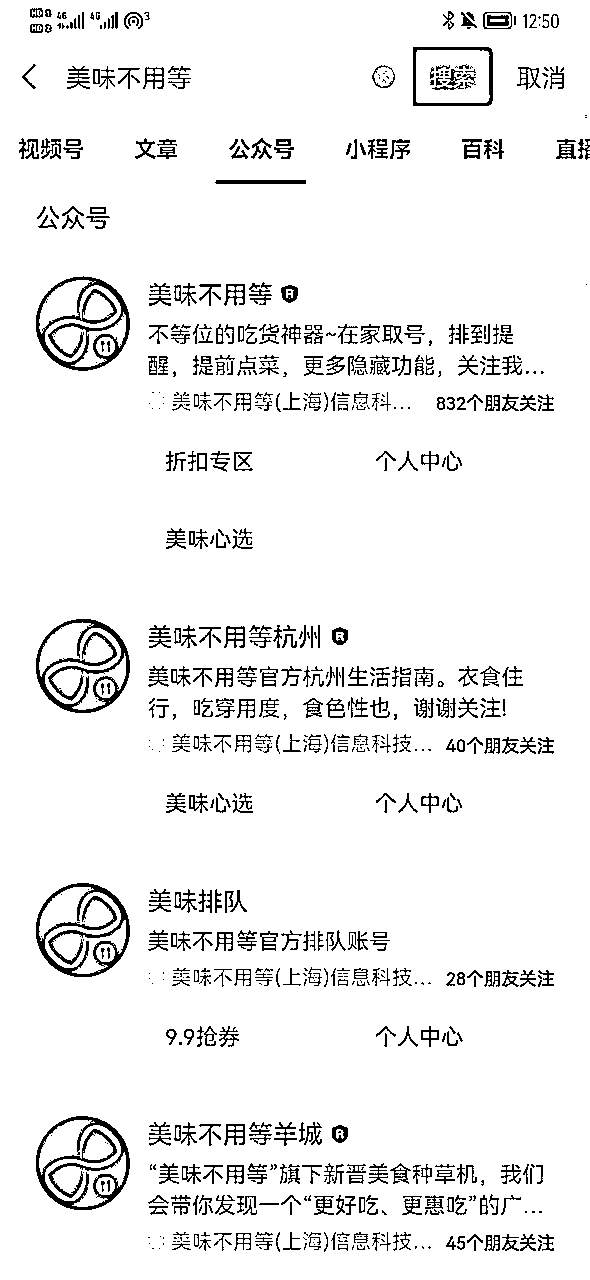 12:50
美味不用等
搜索
取消
视频号 文章 公众号 小程序 百科 直播
公众号
美味不用等
不等位的吃货神器~在家取号，排到提
醒，提前点菜，更多隐藏功能，关注我...
美味不用等(上海)信息科... 832个朋友关注
折扣专区 个人中心
美味心选
美味不用等杭州
美味不用等官方杭州生活指南。衣食住
行，吃穿用度，食色性也，谢谢关注!
美味不用等(上海)信息科技... 40个朋友关注
美味心选 个人中心
美味排队
美味不用等官方排队账号
美味不用等(上海)信息科技... 28个朋友关注
9.9抢券 个人中心
美味不用等羊城
“美味不用等”旗下新晋美食种草机，我们
会带你发现一个“更好吃、更惠吃”的广...
美味不用等(上海)信息科技... 45个朋友关注